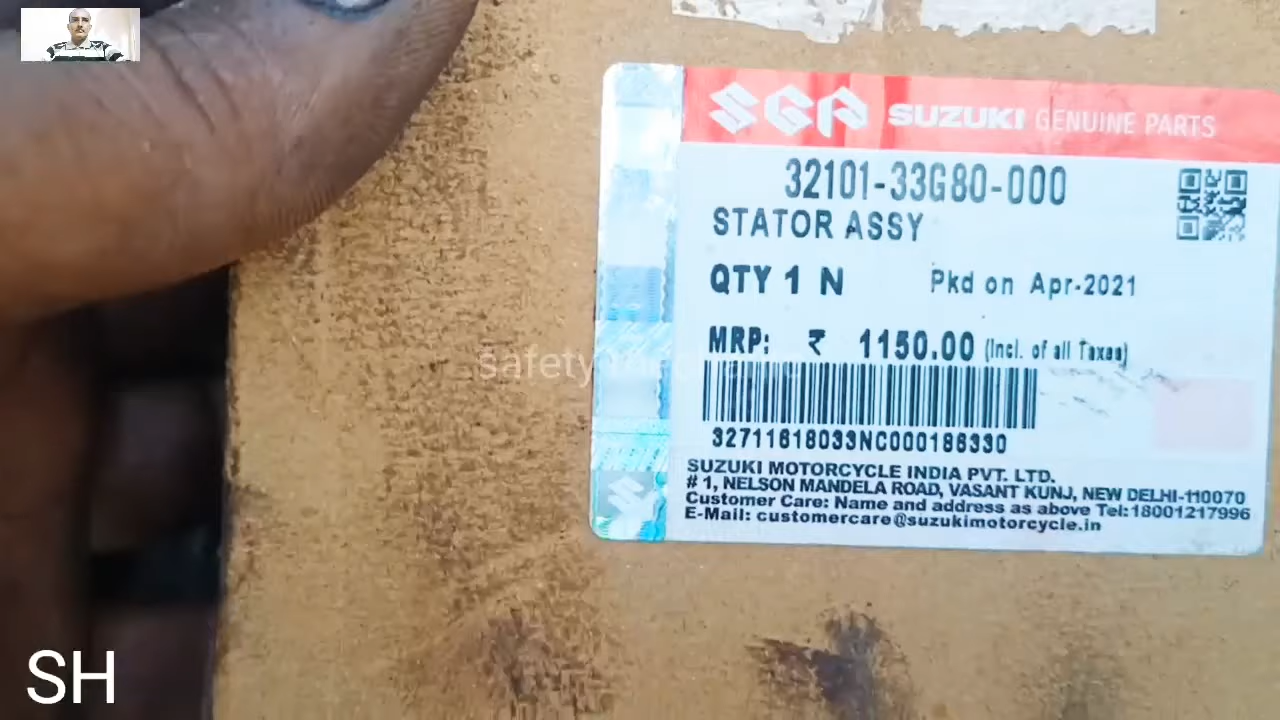 SGP SUZUKI GENUINE PARTS
32101-33G80-000
STATOR ASSY
QTY 1 N Pkd on Apr-2021
MRP: ₹ 1150.00 (Incl. of all Taxes)
32711618033NC000186330
SUZUKI MOTORCYCLE INDIA PVT. LTD.
# 1, NELSON MANDELA ROAD, VASANT KUNJ, NEW DELHI-110070
Customer Care: Name and address as above Tel:18001217996
E-Mail: customercare@suzukimotorcycle.in
safety
SH